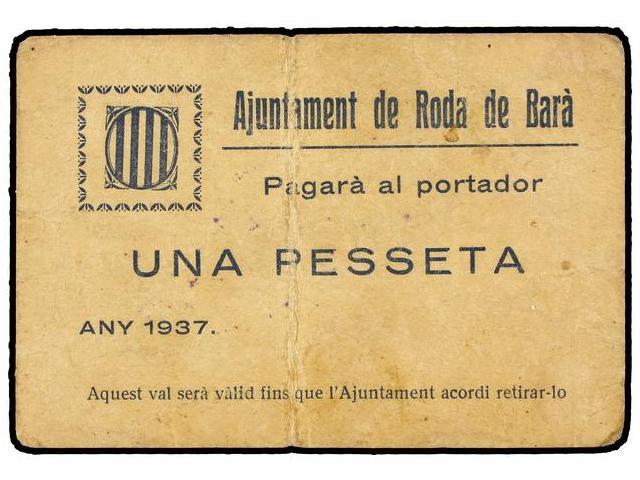 Ajuntament de Roda de Barà
Pagarà al portador
UNA PESSETA
ANY 1937.
Aquest val serà vàlid fins que l'Ajuntament acordi retirar-lo